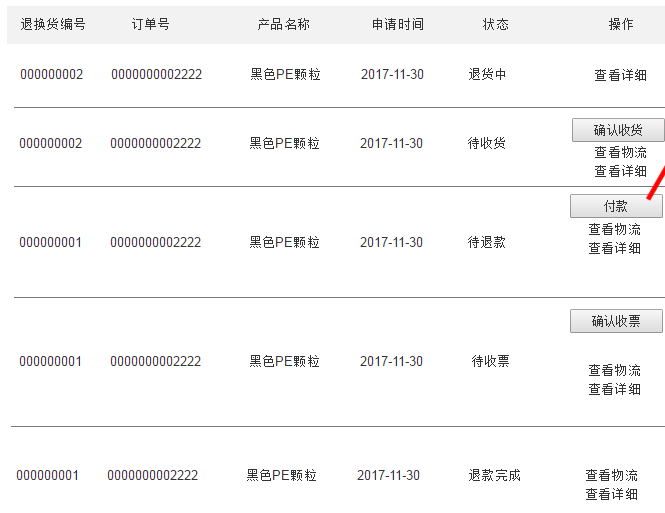 退换货编号 订单号 产品名称 申请时间 状态 操作
000000002 0000000002222 黑色PE颗粒 2017-11-30 退货中 查看详细
确认收货
000000002 0000000002222 黑色PE颗粒 2017-11-30 待收货 查看物流
查看详细
付款
查看物流
000000001 0000000002222 黑色PE颗粒 2017-11-30 待退款 查看详细
确认收票
000000001 0000000002222 黑色PE颗粒 2017-11-30 待收票 查看物流
查看详细
000000001 0000000002222 黑色PE颗粒 2017-11-30 退款完成 查看物流
查看详细